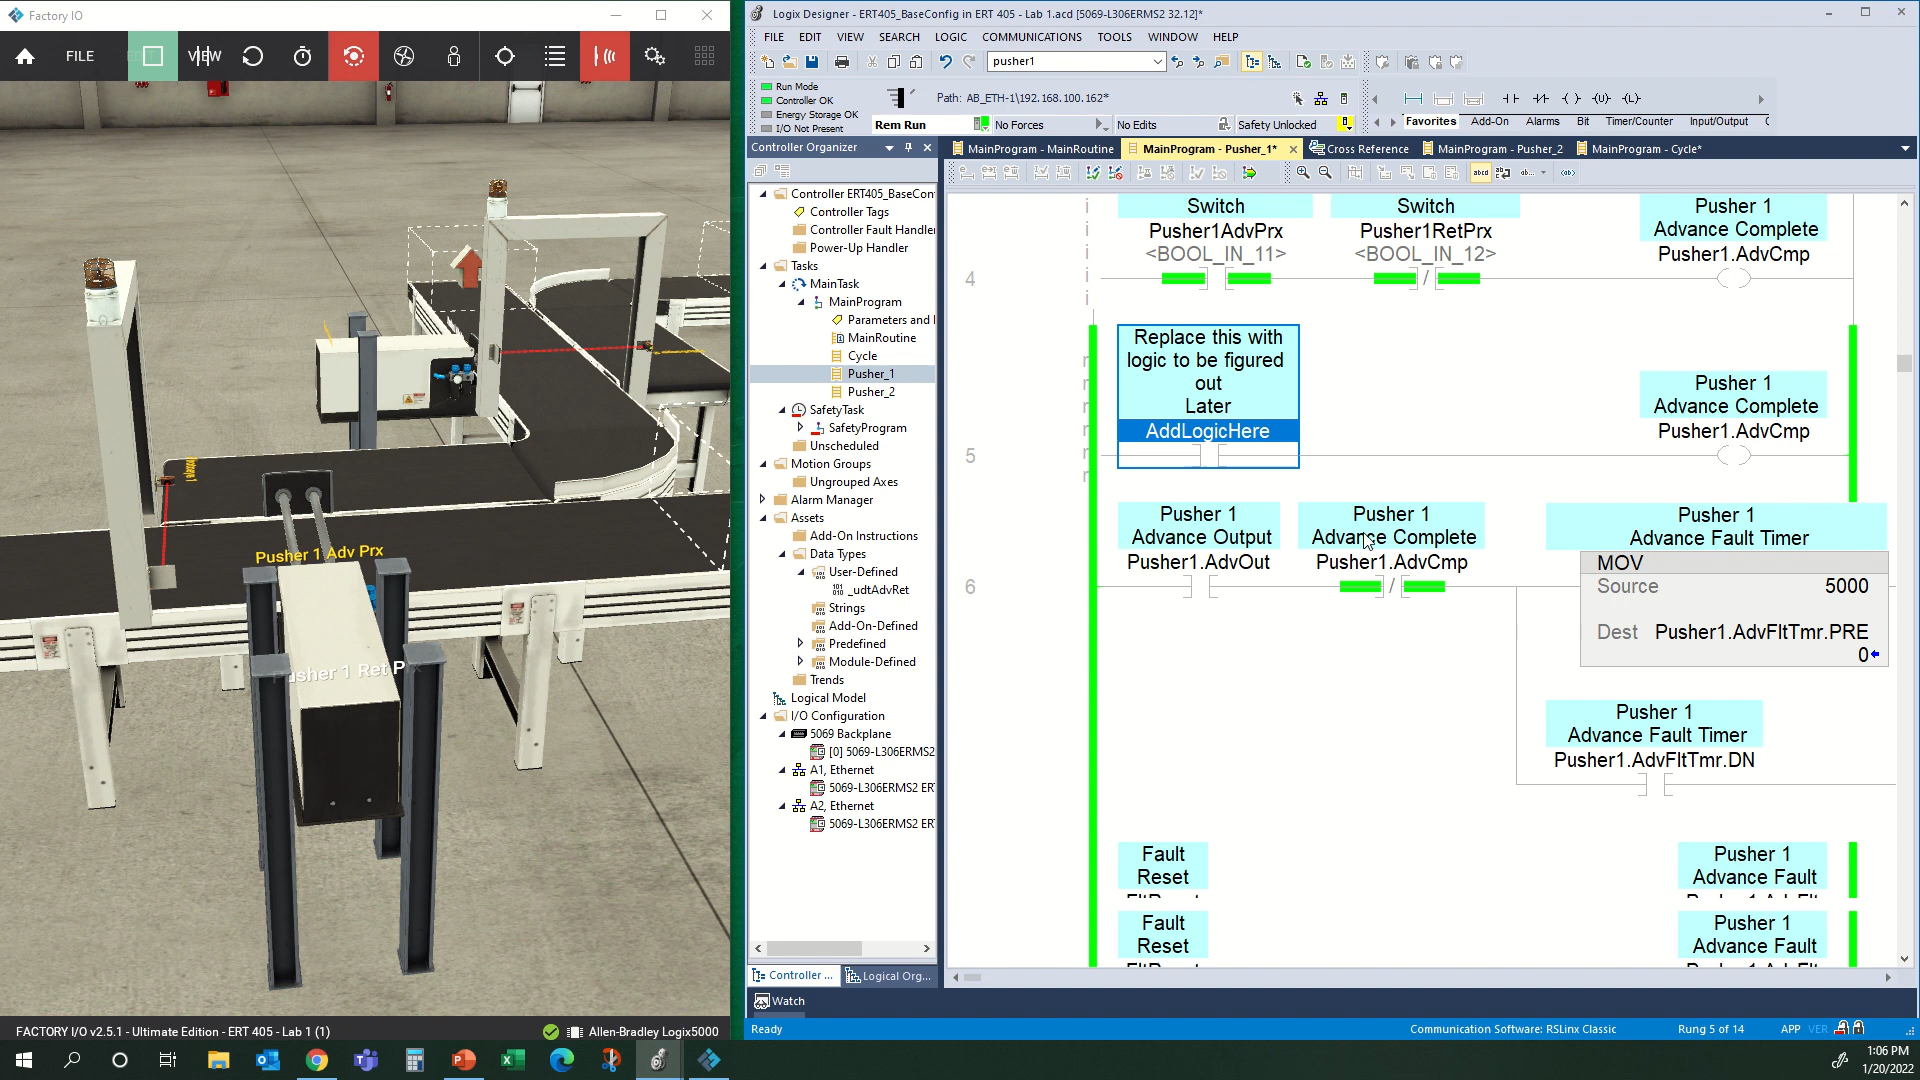 Factory IO
FILE
VIEW
Pusher 1 Adv Prx
FACTORY I/O v2.5.1 - Ultimate Edition - ERT 405 - Lab 1 (1)
Allen-Bradley Logix5000
Logix Designer - ERT405_BaseConfig in ERT 405 - Lab 1.acd [5069-L306ERMS2 32.12]*
FILE EDIT VIEW SEARCH LOGIC COMMUNICATIONS TOOLS WINDOW HELP
pusher1
Run Mode
Controller OK
Energy Storage OK
I/O Not Present
Path: AB_ETH-1\192.168.100.162*
Rem Run No Forces No Edits Safety Unlocked
Favorites Add-On Alarms Bit Timer/Counter Input/Output
Controller Organizer
MainProgram - MainRoutine MainProgram - Pusher_1* Cross Reference MainProgram - Pusher_2 MainProgram - Cycle*
Controller ERT405_BaseConf
Controller Tags
Controller Fault Handler
Power-Up Handler
Tasks
MainTask
MainProgram
Parameters and
MainRoutine
Cycle
Pusher_1
Pusher_2
SafetyTask
SafetyProgram
Unscheduled
Motion Groups
Ungrouped Axes
Alarm Manager
Assets
Add-On Instructions
Data Types
User-Defined
_udtAdvRet
Strings
Add-On-Defined
Predefined
Module-Defined
Trends
Logical Model
I/O Configuration
5069 Backplane
[0] 5069-L306ERMS2
A1, Ethernet
5069-L306ERMS2 ER
A2, Ethernet
5069-L306ERMS2 ER
Controller ... Logical Org...
Switch
Pusher1AdvPrx
<BOOL_IN_11>
Switch
Pusher1RetPrx
<BOOL_IN_12>
Pusher 1
Advance Complete
Pusher1.AdvCmp
4
Replace this with
logic to be figured
out
Later
AddLogicHere
Pusher 1
Advance Complete
Pusher1.AdvCmp
5
Pusher 1
Advance Output
Pusher1.AdvOut
Pusher 1
Advance Complete
Pusher1.AdvCmp
Pusher 1
Advance Fault Timer
MOV
Source 5000
Dest Pusher1.AdvFltTmr.PRE
0
6
Pusher 1
Advance Fault Timer
Pusher1.AdvFltTmr.DN
Fault
Reset
Pusher 1
Advance Fault
Fault
Reset
Pusher 1
Advance Fault
Watch
Ready
Communication Software: RSLinx Classic
Rung 5 of 14
APP VER
1:06 PM
1/20/2022